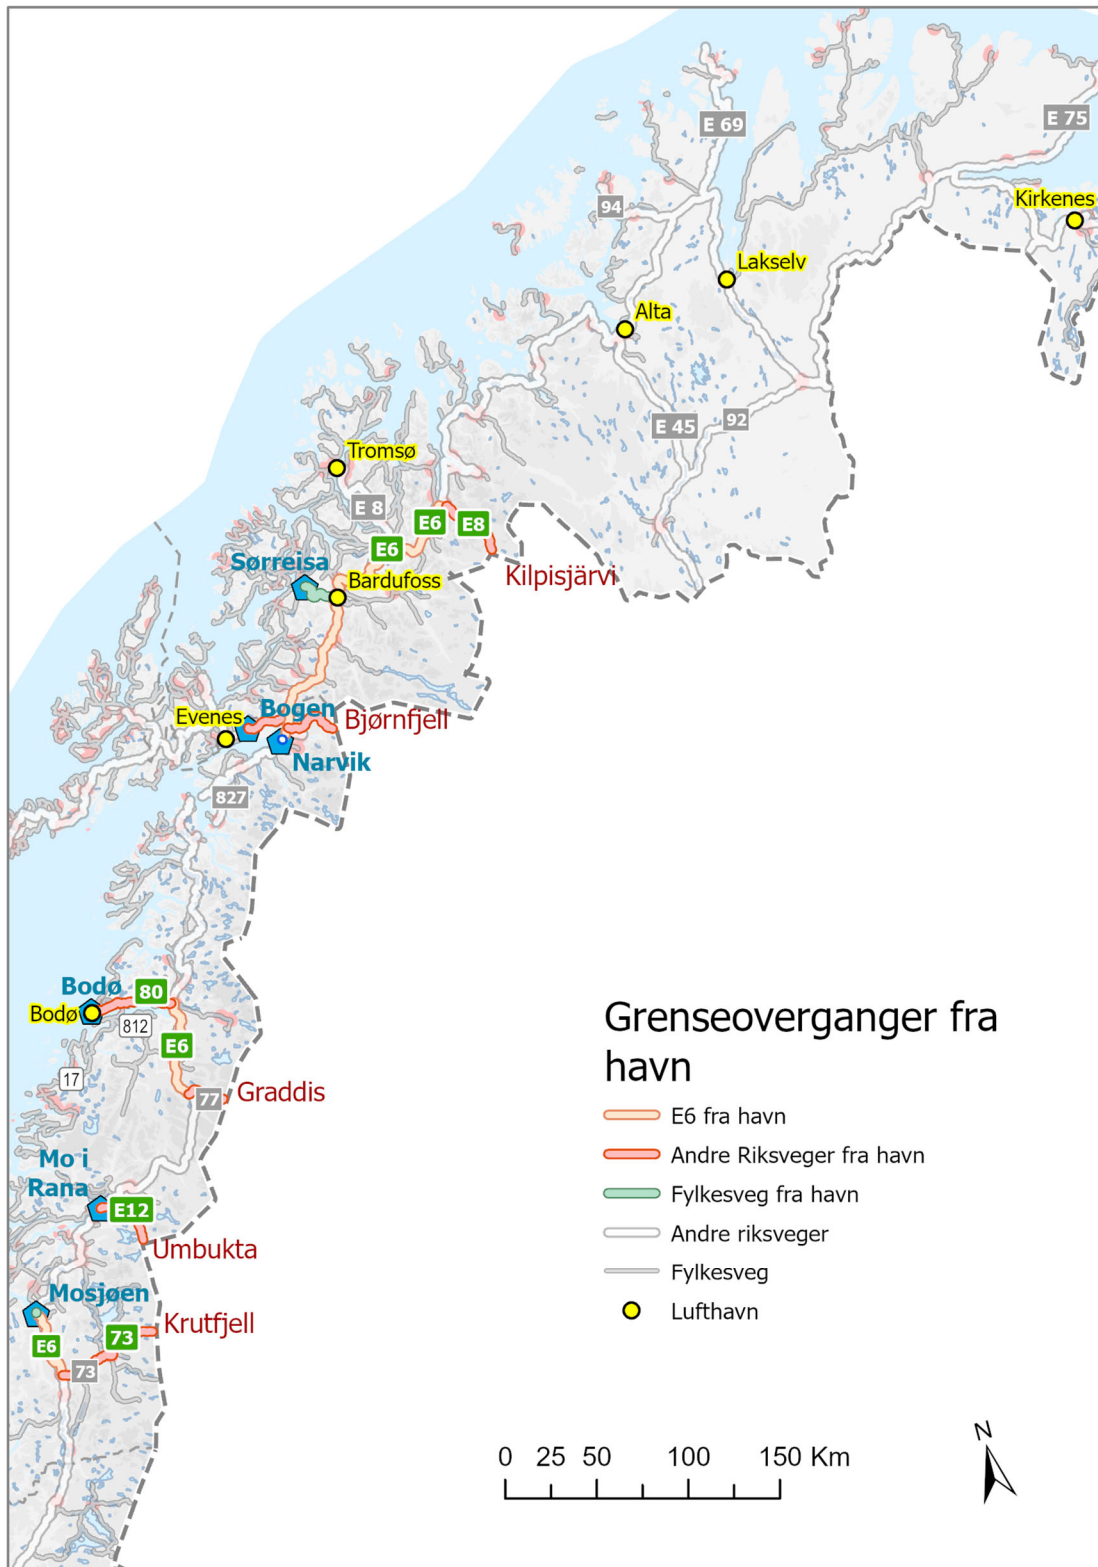 E 69
E 75
94
Kirkenes
Lakselv
Alta
E 45
92
Tromsø
E 8
E6
E8
E6
Sørreisa
Bardufoss
Kilpisjärvi
Evenes
Bogen
Bjørnfjell
Narvik
827
Bodø
80
Bodø
812
E6
17
77
Graddis
Mo i
Rana
E12
Umbukta
Mosjøen
Krutfjell
E6
73
73
Grenseoverganger fra
havn
E6 fra havn
Andre Riksveger fra havn
Fylkesveg fra havn
Andre riksveger
Fylkesveg
Lufthavn
N
0 25 50 100 150 Km